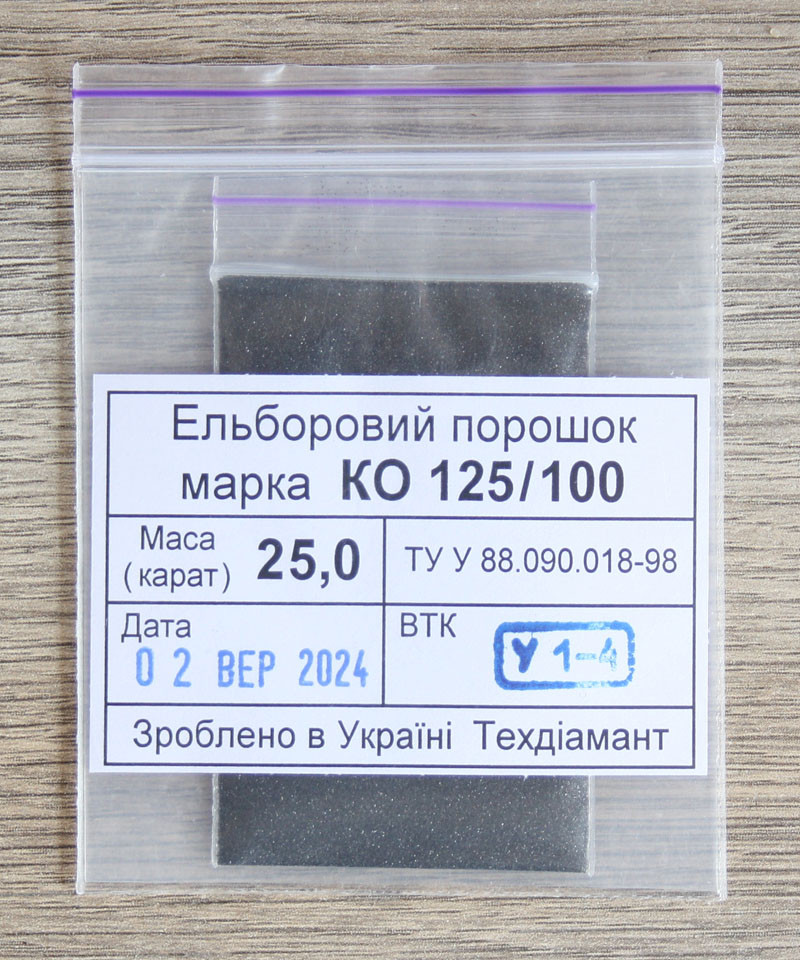 Ельборовий порошок
марка КО 125/100
Маса
(карат) 25,0
ТУ У 88.090.018-98
Дата
02 ВЕР 2024
ВТК
У 1-4
Зроблено в Україні Техдіамант